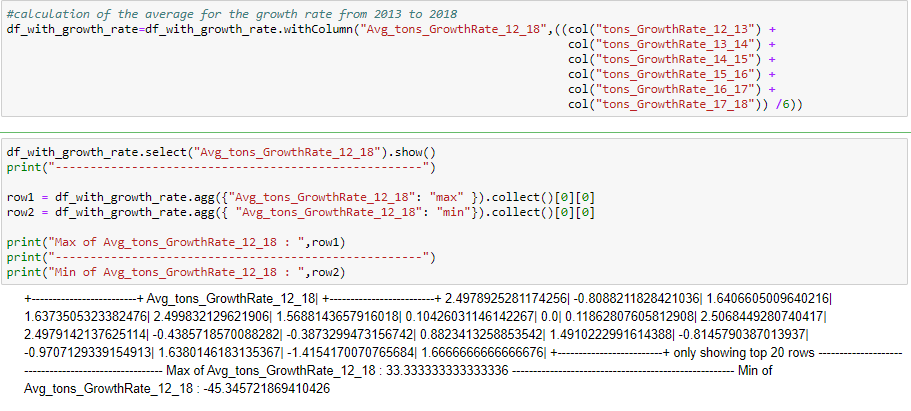 #calculation of the average for the growth rate from 2013 to 2018
df_with_growth_rate=df_with_growth_rate.withColumn("Avg_tons_GrowthRate_12_18",((col("tons_GrowthRate_12_13") +
col("tons_GrowthRate_13_14") +
col("tons_GrowthRate_14_15") +
col("tons_GrowthRate_15_16") +
col("tons_GrowthRate_16_17") +
col("tons_GrowthRate_17_18")) /6))
df_with_growth_rate.select("Avg_tons_GrowthRate_12_18").show()
print("----------------------------------------------------")
row1 = df_with_growth_rate.agg({"Avg_tons_GrowthRate_12_18": "max" }).collect()[0][0]
row2 = df_with_growth_rate.agg({ "Avg_tons_GrowthRate_12_18": "min"}).collect()[0][0]
print("Max of Avg_tons_GrowthRate_12_18 : ",row1)
print("----------------------------------------------------")
print("Min of Avg_tons_GrowthRate_12_18 : ",row2)
+-------------------------+ Avg_tons_GrowthRate_12_18| +-------------------------+ 2.4978925281174256| -0.8088211828421036| 1.6406605009640216|
1.6373505323382476| 2.499832129621906| 1.5688143657916018| 0.10426031146142267| 0.0| 0.11862807605812908| 2.5068449280740417|
2.4979142137625114| -0.4385718570088282| -0.3873299473156742| 0.8823413258853542| 1.4910222991614388| -0.8145790387013937|
-0.9707129339154913| 1.6380146183135367| -1.4154170070765684| 1.6666666666666676| +-------------------------+ only showing top 20 rows --------------------
--------------------------------- Max of Avg_tons_GrowthRate_12_18 : 33.333333333333336 ----------------------------------------------------- Min of
Avg_tons_GrowthRate_12_18 : -45.345721869410426